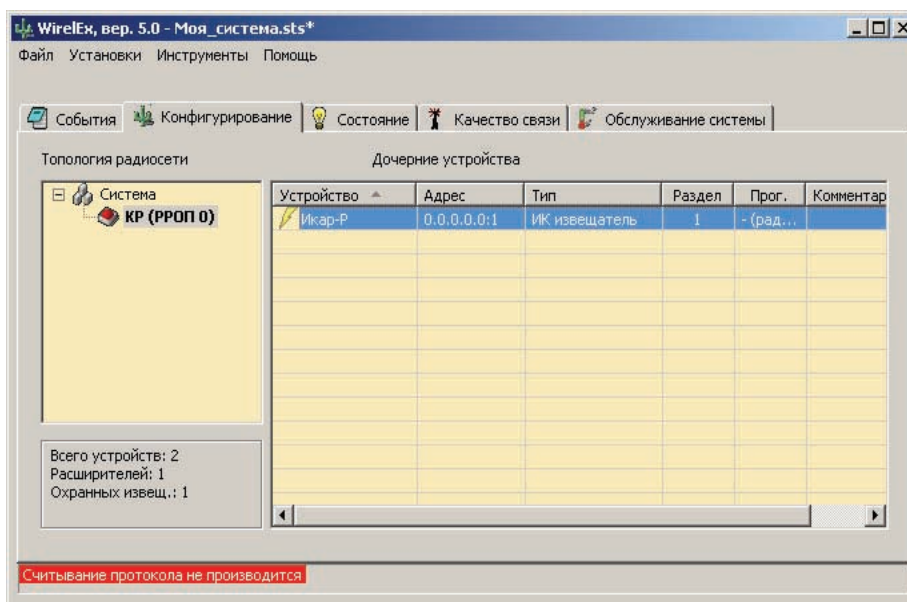 WirelEx, вер. 5.0 - Моя_система.sts*
Файл Установки Инструменты Помощь
События Конфигурирование Состояние Качество связи Обслуживание системы
Топология радиосети Дочерние устройства
Система
КР (РРОП 0)
Устройство Адрес Тип Раздел Прог. Комментар
Икар-Р 0.0.0.0.0:1 ИК извещатель 1 - (рад...
Всего устройств: 2
Расширителей: 1
Охранных извещ.: 1
Считывание протокола не производится